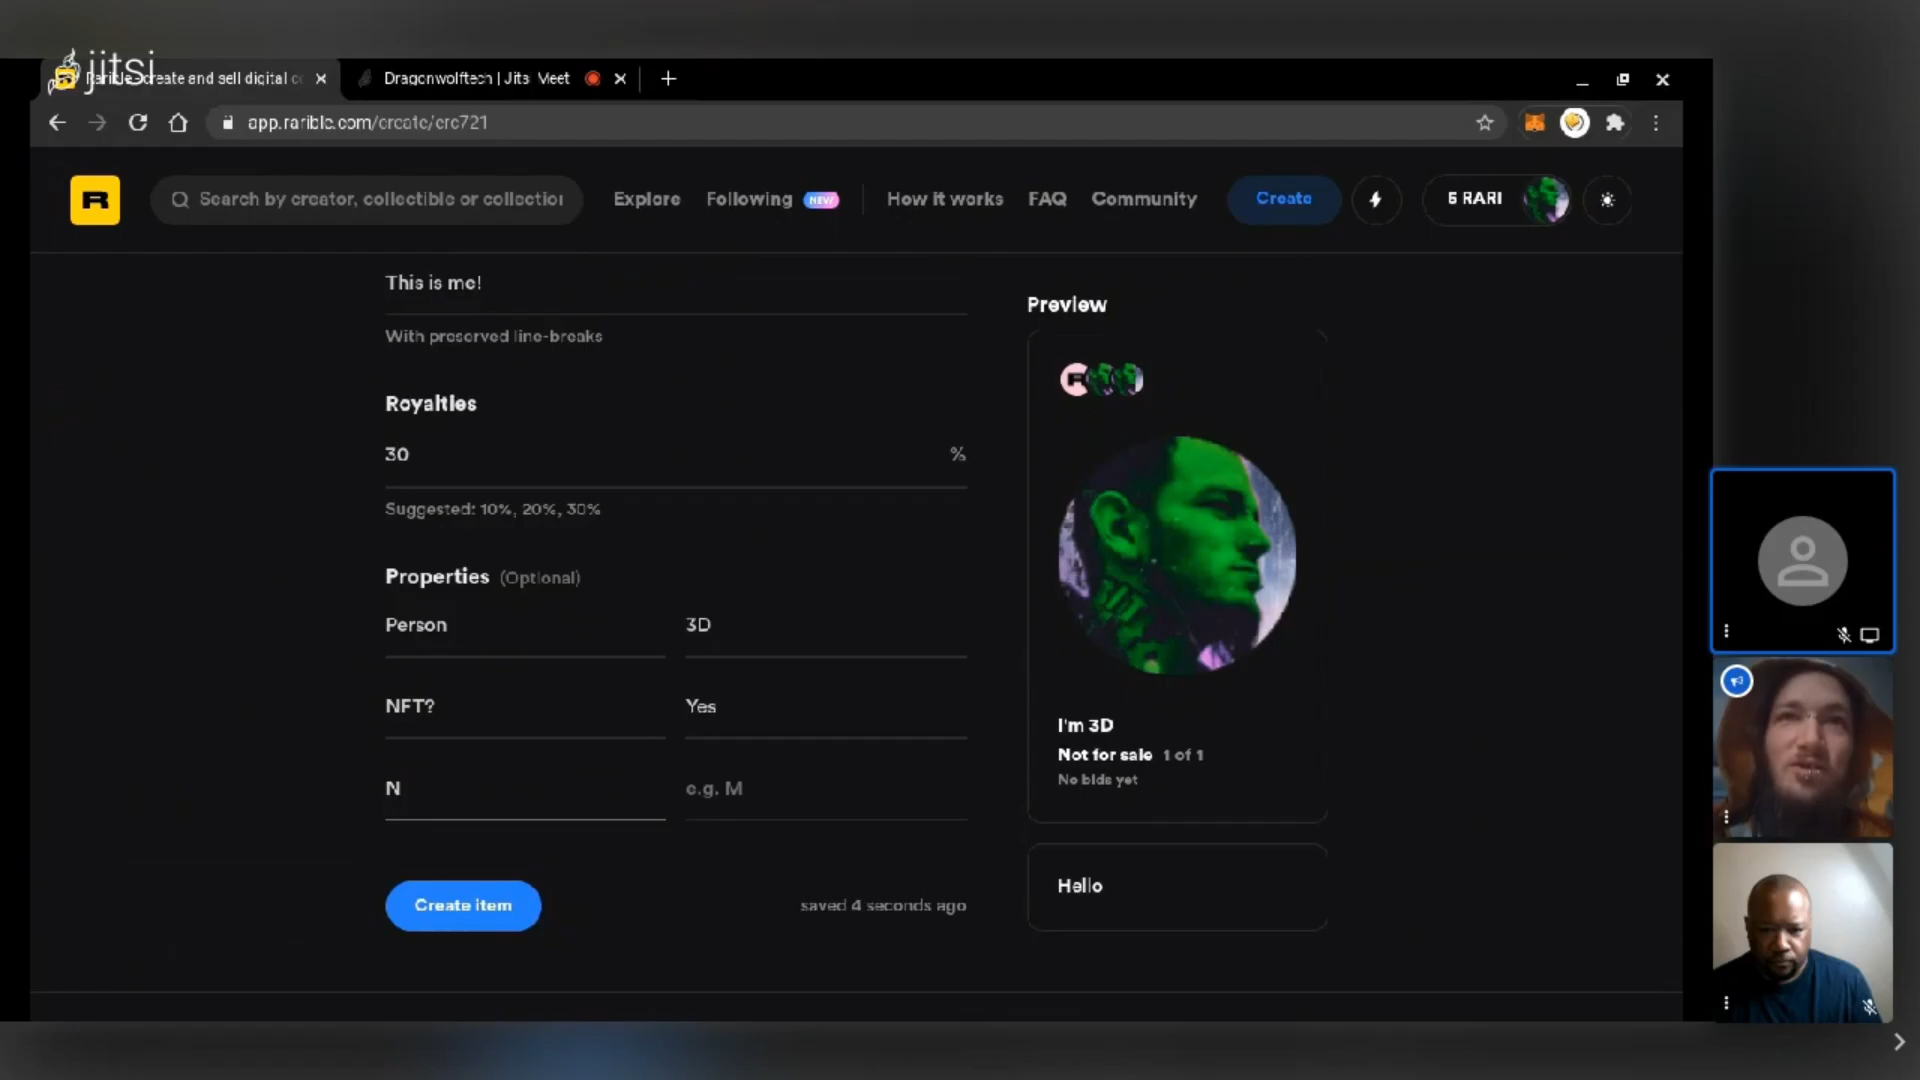 jitsi
Rarible - create and sell digital co
Dragonwolftech | Jitsi Meet
app.rarible.com/create/erc721
R
Search by creator, collectible or collection
Explore
Following
NEW
How it works
FAQ
Community
Create
5 RARI
This is me!
With preserved line-breaks
Royalties
30
%
Suggested: 10%, 20%, 30%
Properties (Optional)
Person
3D
NFT?
Yes
N
e.g. M
Create item
saved 4 seconds ago
Preview
I'm 3D
Not for sale 1 of 1
No bids yet
Hello